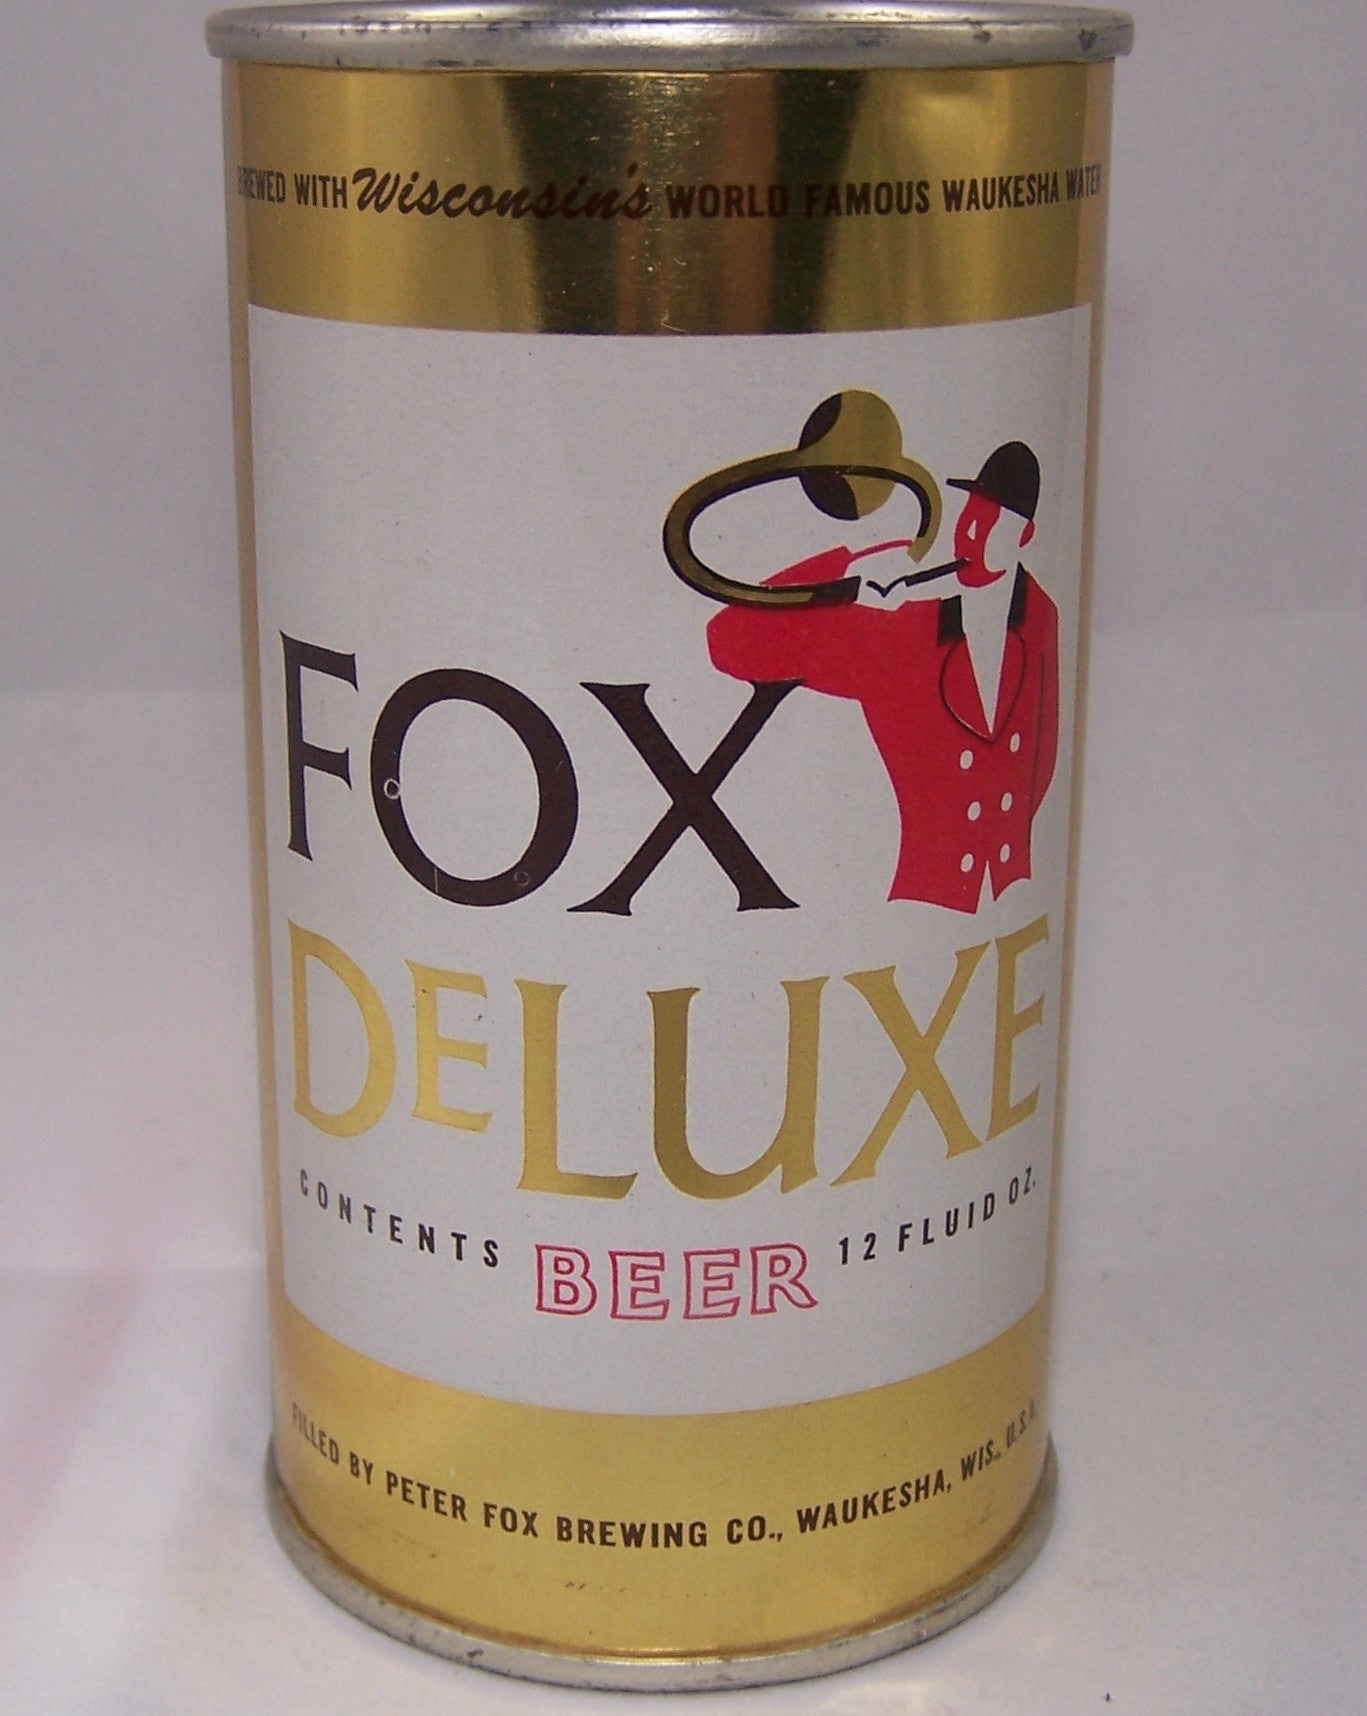 BREWED WITH Wisconsin's WORLD FAMOUS WAUKESHA WATER
FOX
DELUXE
CONTENTS BEER 12 FLUID OZ.
FILLED BY PETER FOX BREWING CO., WAUKESHA, WIS., U.S.A.